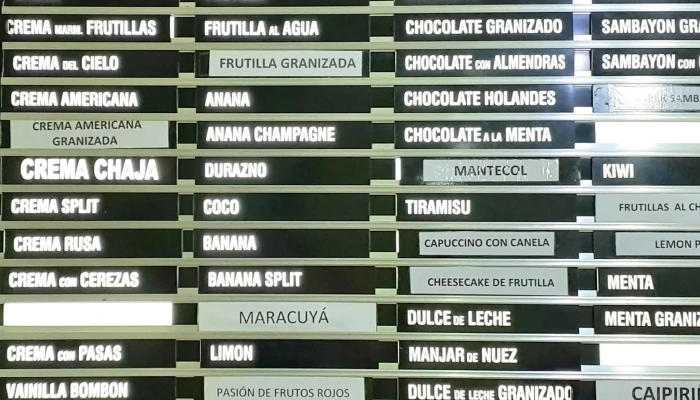 CREMA MARM. FRUTILLAS
CREMA DEL CIELO
CREMA AMERICANA
CREMA AMERICANA
GRANIZADA
CREMA CHAJA
CREMA SPLIT
CREMA RUSA
CREMA CON CEREZAS
CREMA CON PASAS
VAINILLA BOMBON
FRUTILLA AL AGUA
FRUTILLA GRANIZADA
ANANA
ANANA CHAMPAGNE
DURAZNO
COCO
BANANA
BANANA SPLIT
MARACUYÁ
LIMON
PASIÓN DE FRUTOS ROJOS
CHOCOLATE GRANIZADO
CHOCOLATE CON ALMENDRAS
CHOCOLATE HOLANDES
CHOCOLATE A LA MENTA
MANTECOL
TIRAMISU
CAPUCCINO CON CANELA
CHEESECAKE DE FRUTILLA
DULCE DE LECHE
MANJAR DE NUEZ
DULCE DE LECHE GRANIZADO
SAMBAYON GR
SAMBAYON CON
SAMB
KIWI
FRUTILLAS AL CH
LEMON P
MENTA
MENTA GRANIZ
CAIPIRI